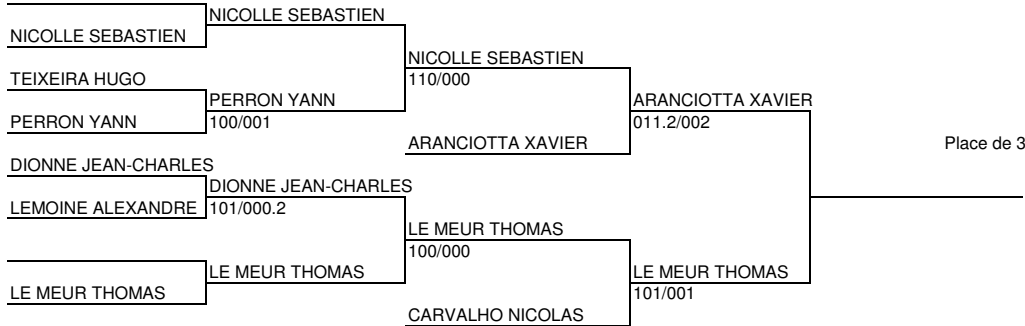 NICOLLE SEBASTIEN
NICOLLE SEBASTIEN
NICOLLE SEBASTIEN
110/000
TEIXEIRA HUGO
PERRON YANN
100/001
PERRON YANN
ARANCIOTTA XAVIER
011.2/002
ARANCIOTTA XAVIER
Place de 3
DIONNE JEAN-CHARLES
DIONNE JEAN-CHARLES
LEMOINE ALEXANDRE
101/000.2
LE MEUR THOMAS
100/000
LE MEUR THOMAS
LE MEUR THOMAS
101/001
LE MEUR THOMAS
CARVALHO NICOLAS